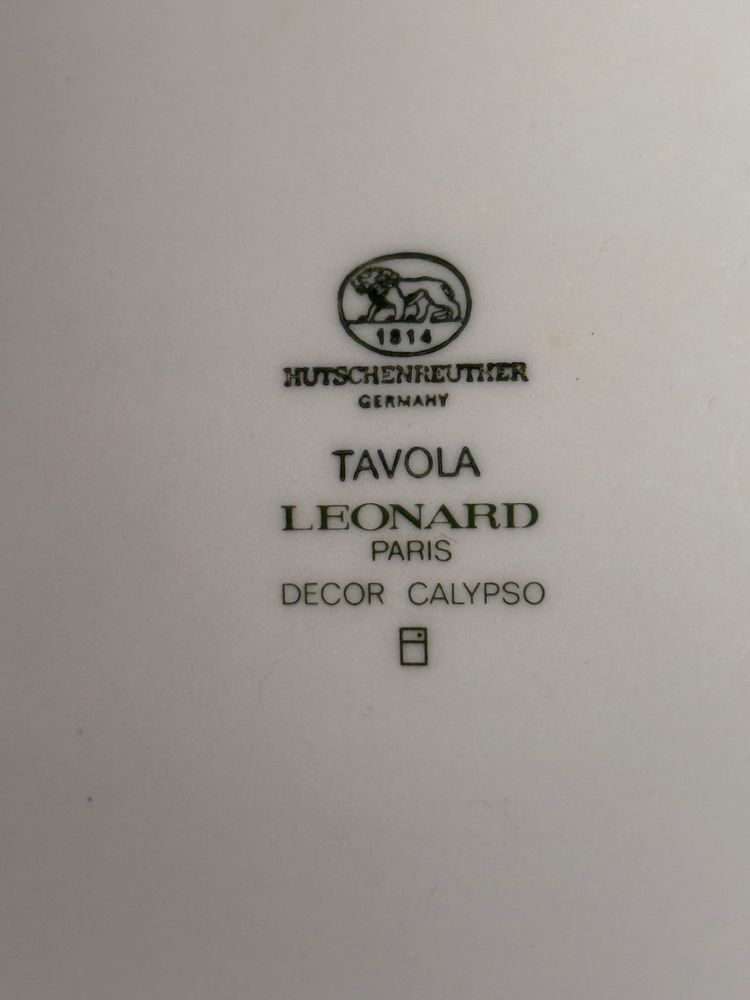 1814
HUTSCHENREUTHER
GERMANY
TAVOLA
LEONARD
PARIS
DECOR CALYPSO